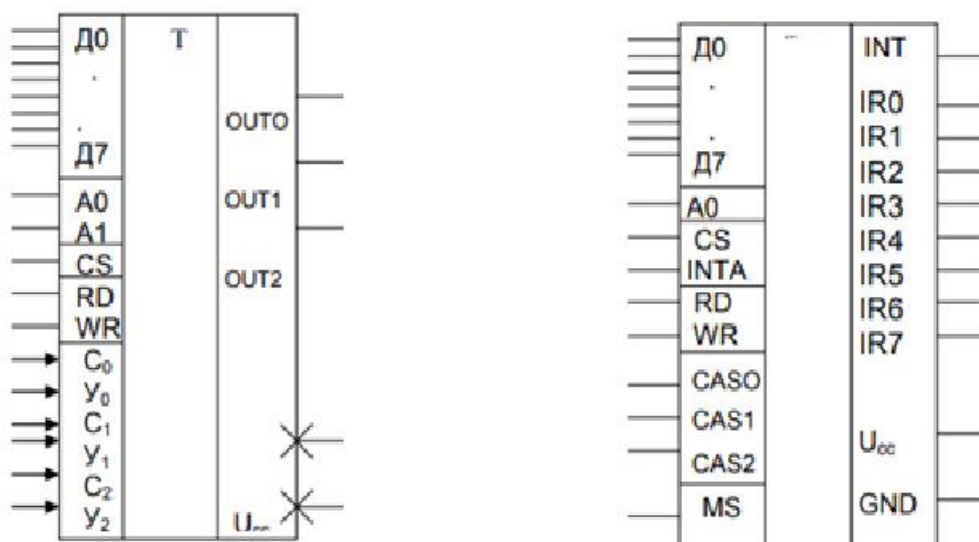 Д0
.
.
Д7
A0
A1
CS
RD
WR
C₀
У₀
C₁
У₁
C₂
У₂
T
OUT0
OUT1
OUT2
Д0
.
.
Д7
A0
CS
INTA
RD
WR
CAS0
CAS1
CAS2
MS
INT
IR0
IR1
IR2
IR3
IR4
IR5
IR6
IR7
Ucc
GND